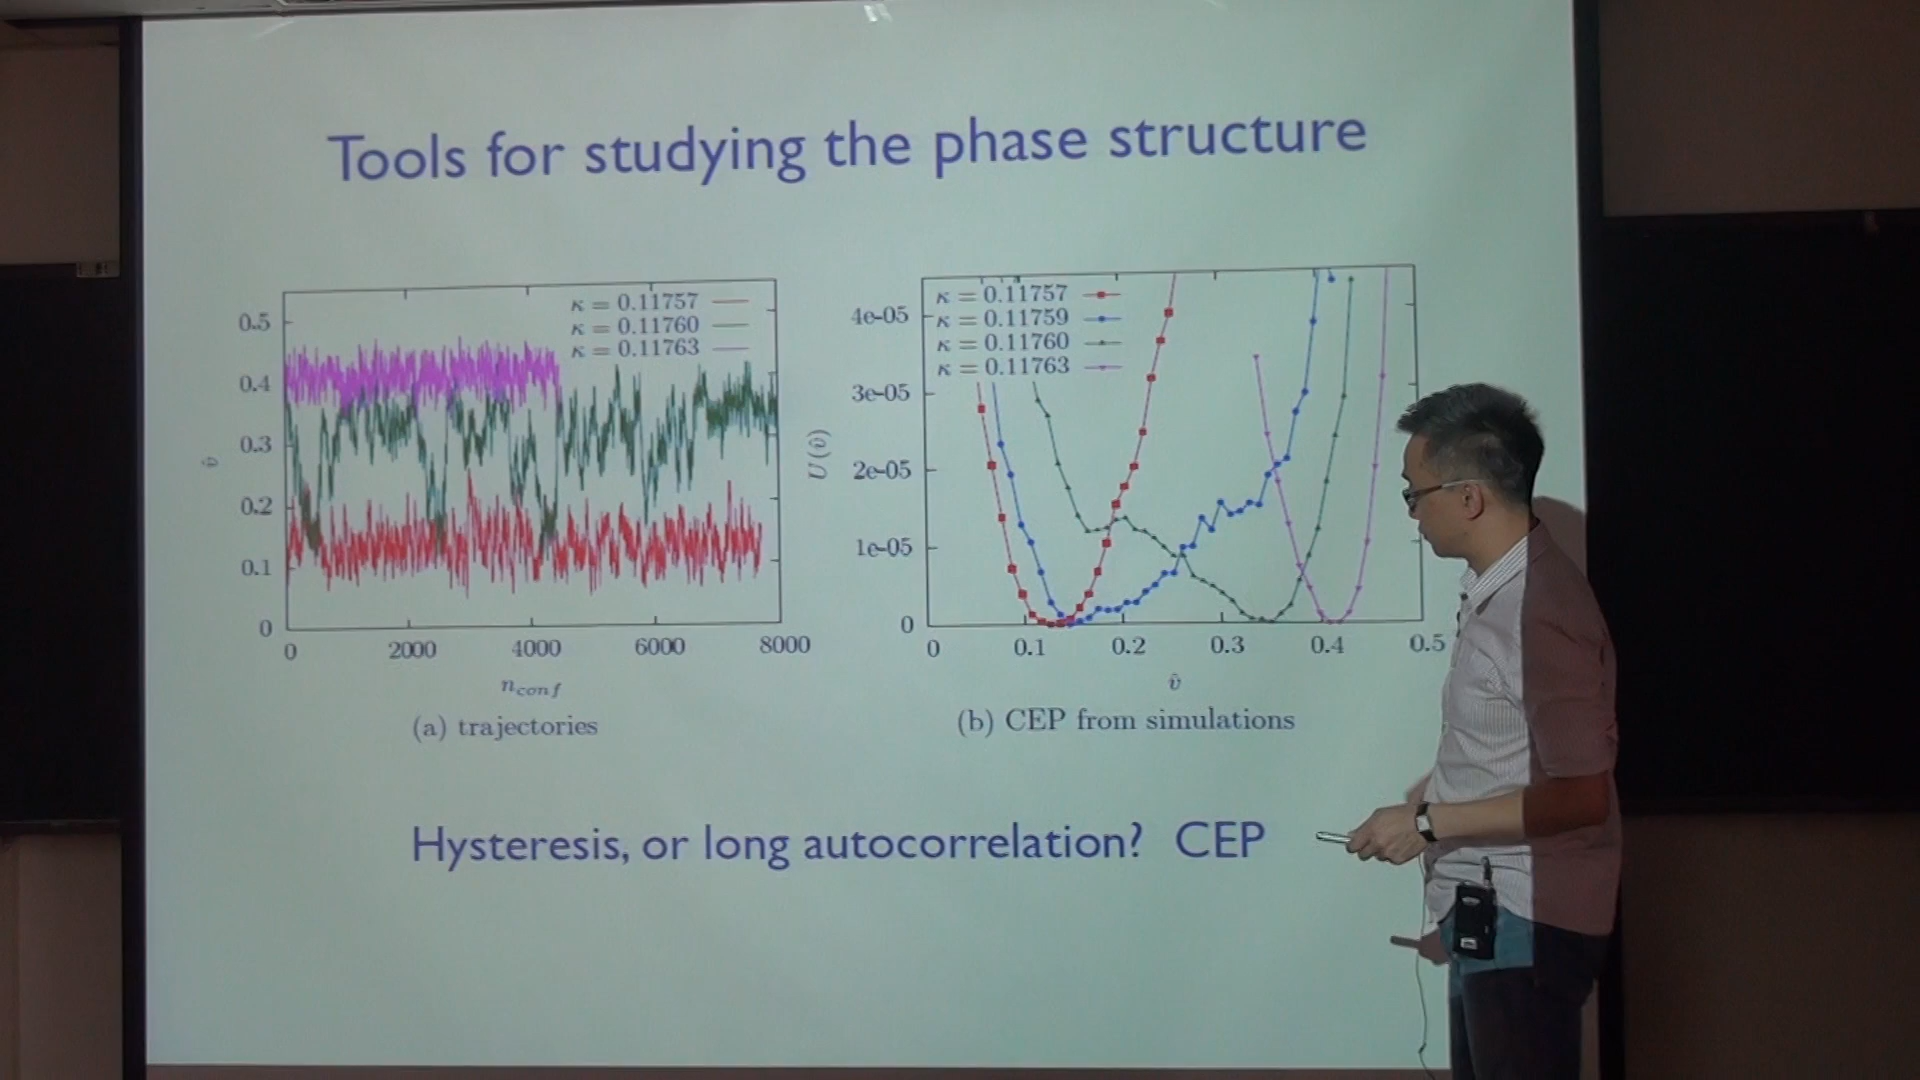 Tools for studying the phase structure
κ = 0.11757
κ = 0.11760
κ = 0.11763
0.5
0.4
0.3
0.2
0.1
0
v̂
0
2000
4000
6000
8000
n_conf
(a) trajectories
κ = 0.11757
κ = 0.11759
κ = 0.11760
κ = 0.11763
4e-05
3e-05
2e-05
1e-05
0
U(v̂)
0
0.1
0.2
0.3
0.4
0.5
v̂
(b) CEP from simulations
Hysteresis, or long autocorrelation? CEP